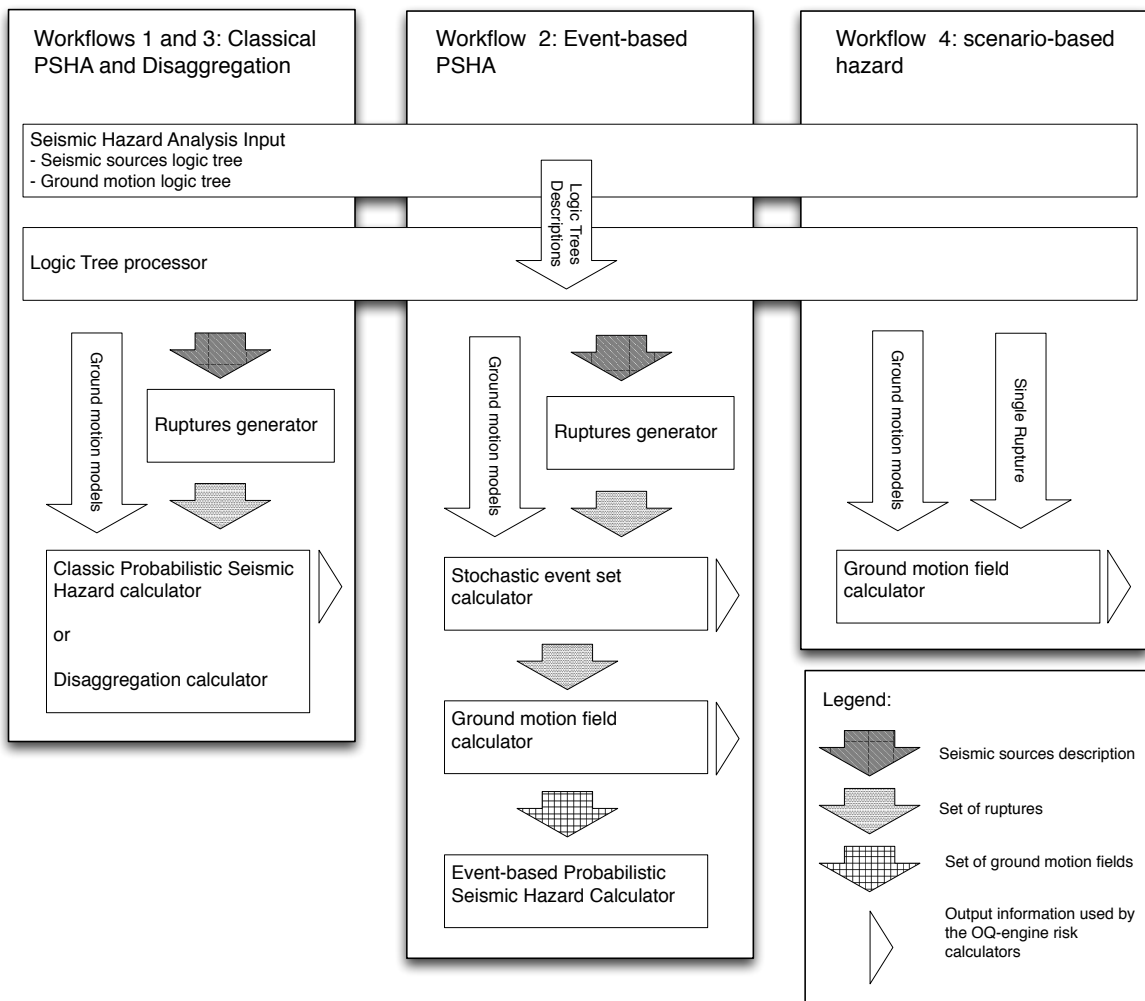 Workflows 1 and 3: Classical
PSHA and Disaggregation
Workflow 2: Event-based
PSHA
Workflow 4: scenario-based
hazard
Seismic Hazard Analysis Input
- Seismic sources logic tree
- Ground motion logic tree
Logic Trees
Descriptions
Logic Tree processor
Ground motion models
Ruptures generator
Classic Probabilistic Seismic
Hazard calculator
or
Disaggregation calculator
Ground motion models
Ruptures generator
Stochastic event set
calculator
Ground motion field
calculator
Event-based Probabilistic
Seismic Hazard Calculator
Ground motion models
Single Rupture
Ground motion field
calculator
Legend:
Seismic sources description
Set of ruptures
Set of ground motion fields
Output information used by
the OQ-engine risk
calculators